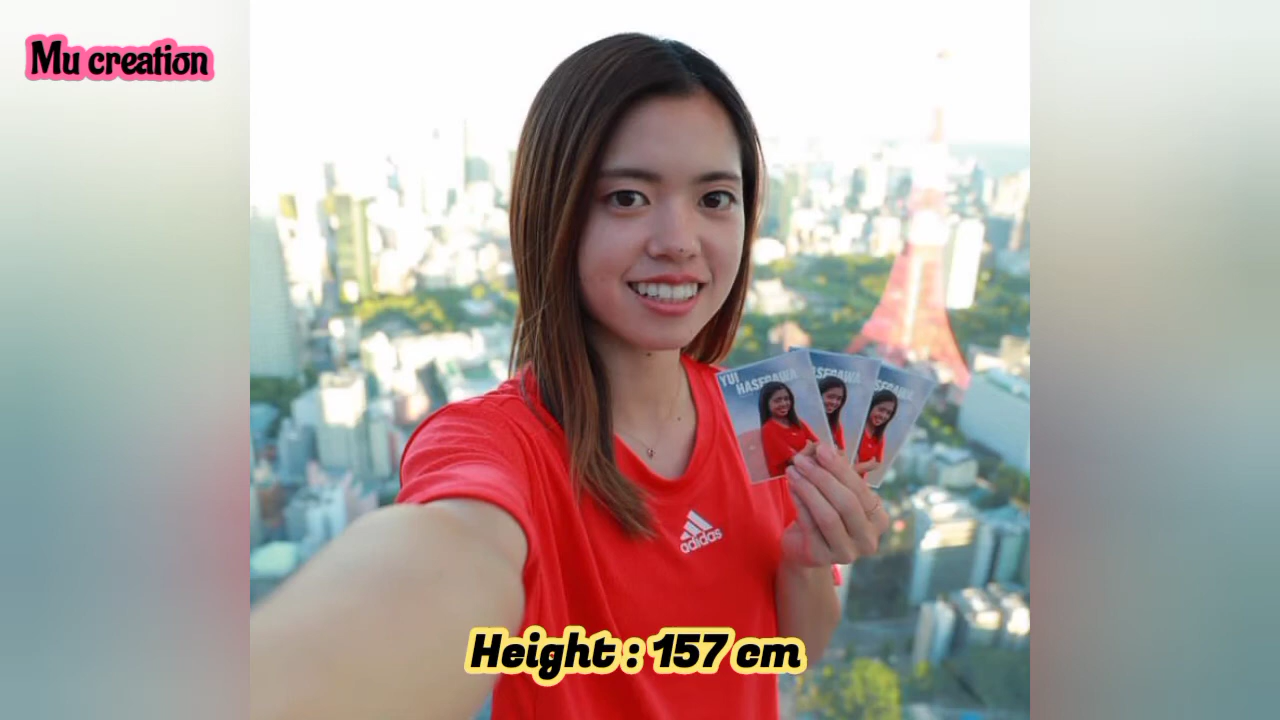 Mu creation
YUI
HASEGAWA
adidas
Height : 157 cm